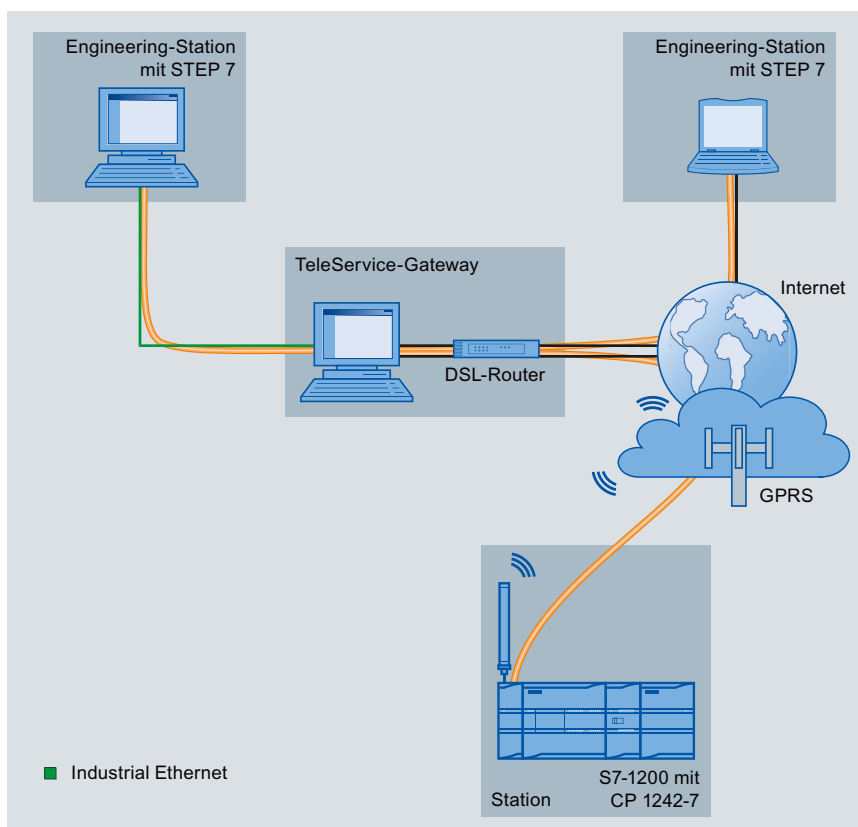 Engineering-Station
mit STEP 7
Engineering-Station
mit STEP 7
TeleService-Gateway
Internet
DSL-Router
GPRS
Industrial Ethernet
Station
S7-1200 mit
CP 1242-7